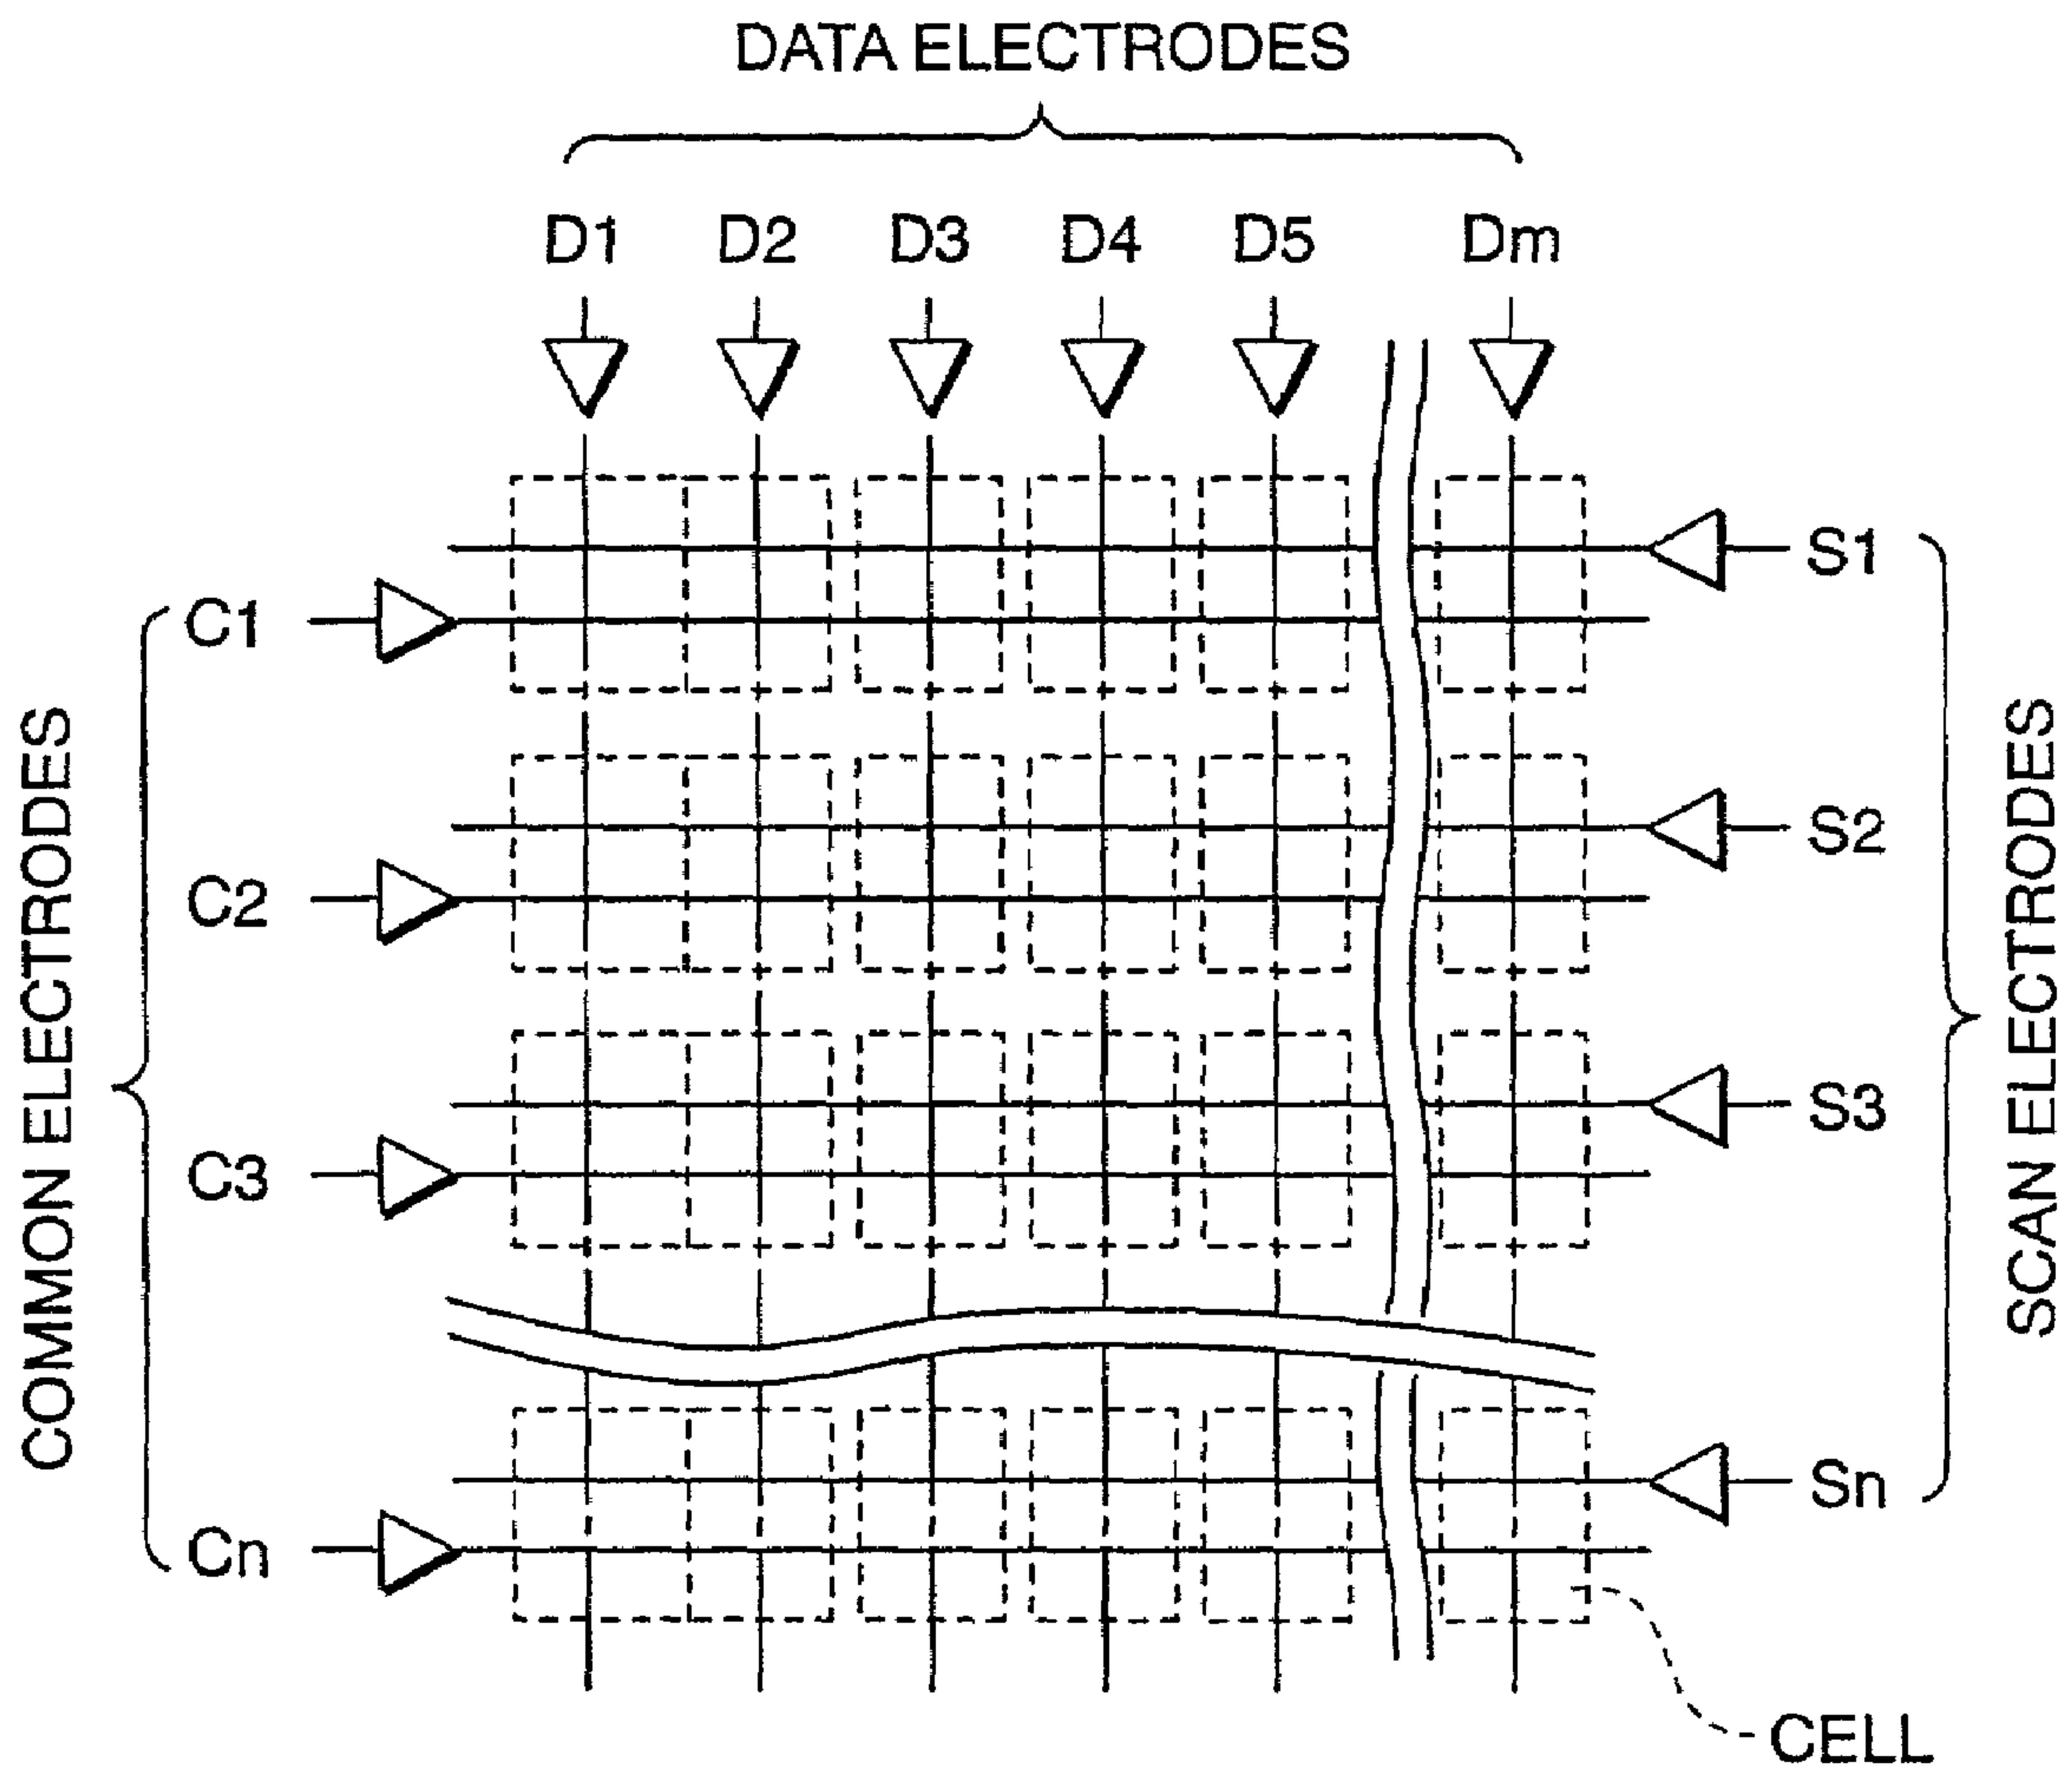 DATA ELECTRODES
D1 D2 D3 D4 D5 Dm
S1
C1
S2
C2
S3
C3
Sn
Cn
COMMON ELECTRODES
SCAN ELECTRODES
CELL